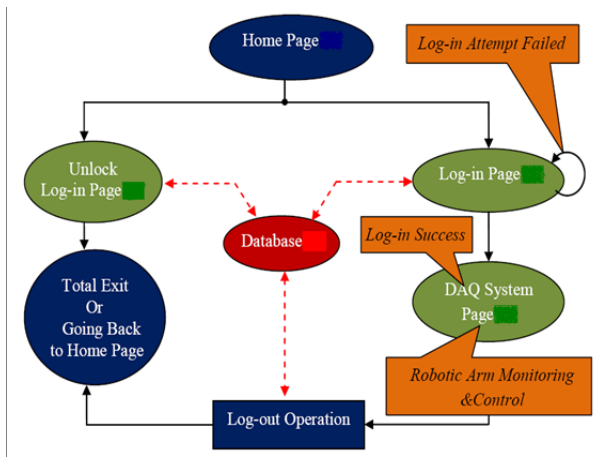 Home Page
Log-in Attempt Failed
Unlock
Log-in Page
Log-in Page
Database
Log-in Success
Total Exit
Or
Going Back
to Home Page
DAQ System
Page
Robotic Arm Monitoring
&Control
Log-out Operation